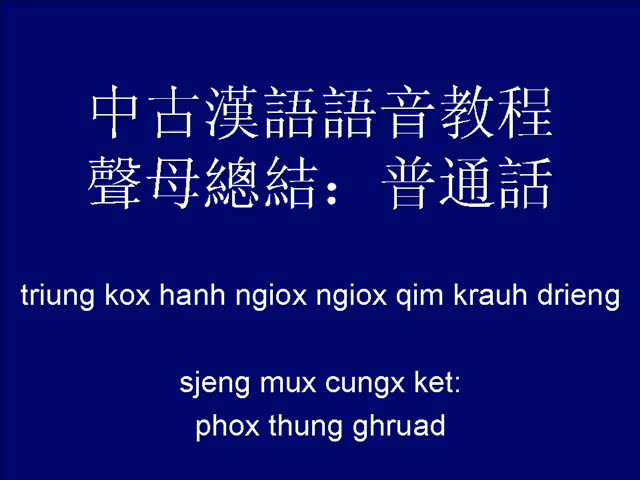 中古漢語語音教程
聲母總結：普通話
triung kox hanh ngiox ngiox qim krauh drieng
sjeng mux cungx ket:
phox thung ghruad